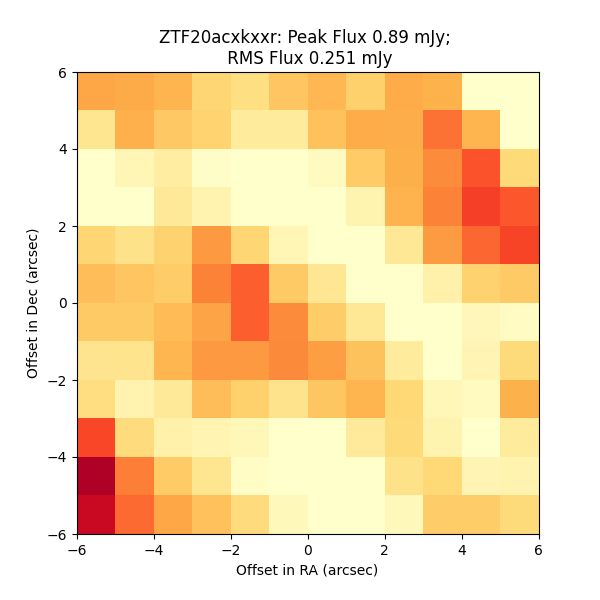 ZTF20acxkxxr: Peak Flux 0.89 mJy;
RMS Flux 0.251 mJy
6
4
2
0
−2
−4
−6
Offset in Dec (arcsec)
−6 −4 −2 0 2 4 6
Offset in RA (arcsec)